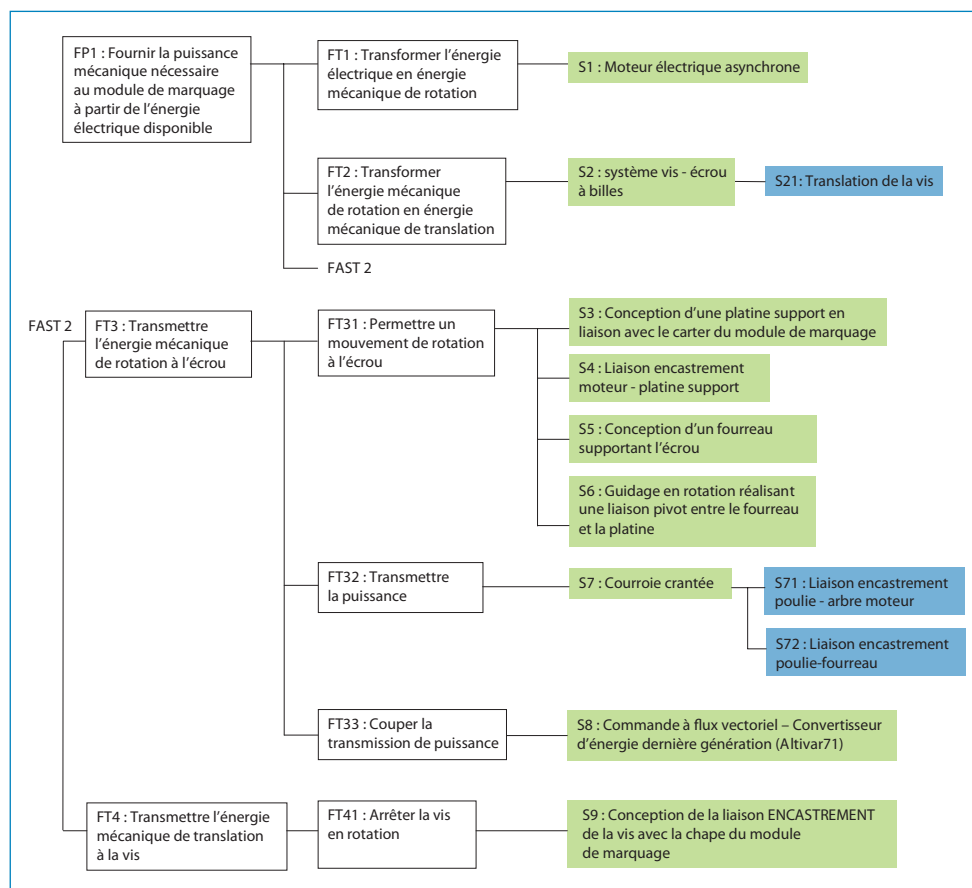 FP1 : Fournir la puissance
mécanique nécessaire
au module de marquage
à partir de l'énergie
électrique disponible
FT1 : Transformer l'énergie
électrique en énergie
mécanique de rotation
S1 : Moteur électrique asynchrone
FT2 : Transformer
l'énergie mécanique
de rotation en énergie
mécanique de translation
S2 : système vis - écrou
à billes
S21: Translation de la vis
FAST 2
FAST 2
FT3 : Transmettre
l'énergie mécanique
de rotation à l'écrou
FT31 : Permettre un
mouvement de rotation
à l'écrou
S3 : Conception d'une platine support en
liaison avec le carter du module de marquage
S4 : Liaison encastrement
moteur - platine support
S5 : Conception d'un fourreau
supportant l'écrou
S6 : Guidage en rotation réalisant
une liaison pivot entre le fourreau
et la platine
FT32 : Transmettre
la puissance
S7 : Courroie crantée
S71 : Liaison encastrement
poulie - arbre moteur
S72 : Liaison encastrement
poulie-fourreau
FT33 : Couper la
transmission de puissance
S8 : Commande à flux vectoriel – Convertisseur
d'énergie dernière génération (Altivar71)
FT4 : Transmettre l'énergie
mécanique de translation
à la vis
FT41 : Arrêter la vis
en rotation
S9 : Conception de la liaison ENCASTREMENT
de la vis avec la chape du module
de marquage